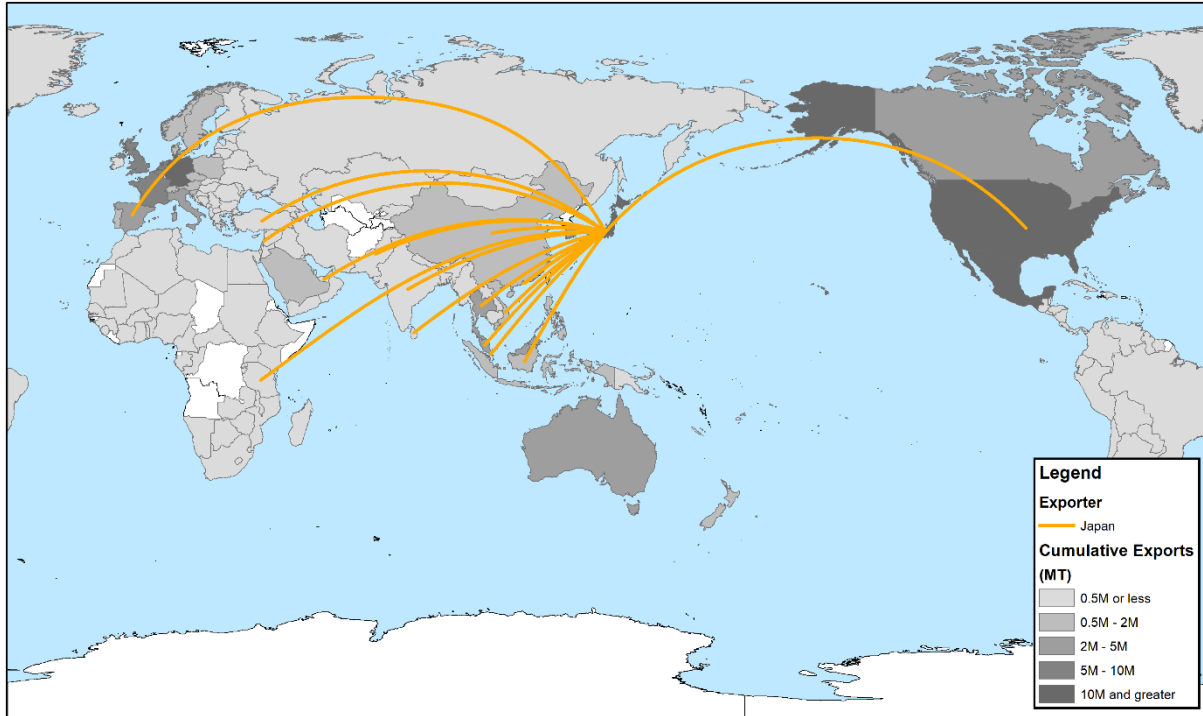 Legend
Exporter
Japan
Cumulative Exports
(MT)
0.5M or less
0.5M - 2M
2M - 5M
5M - 10M
10M and greater